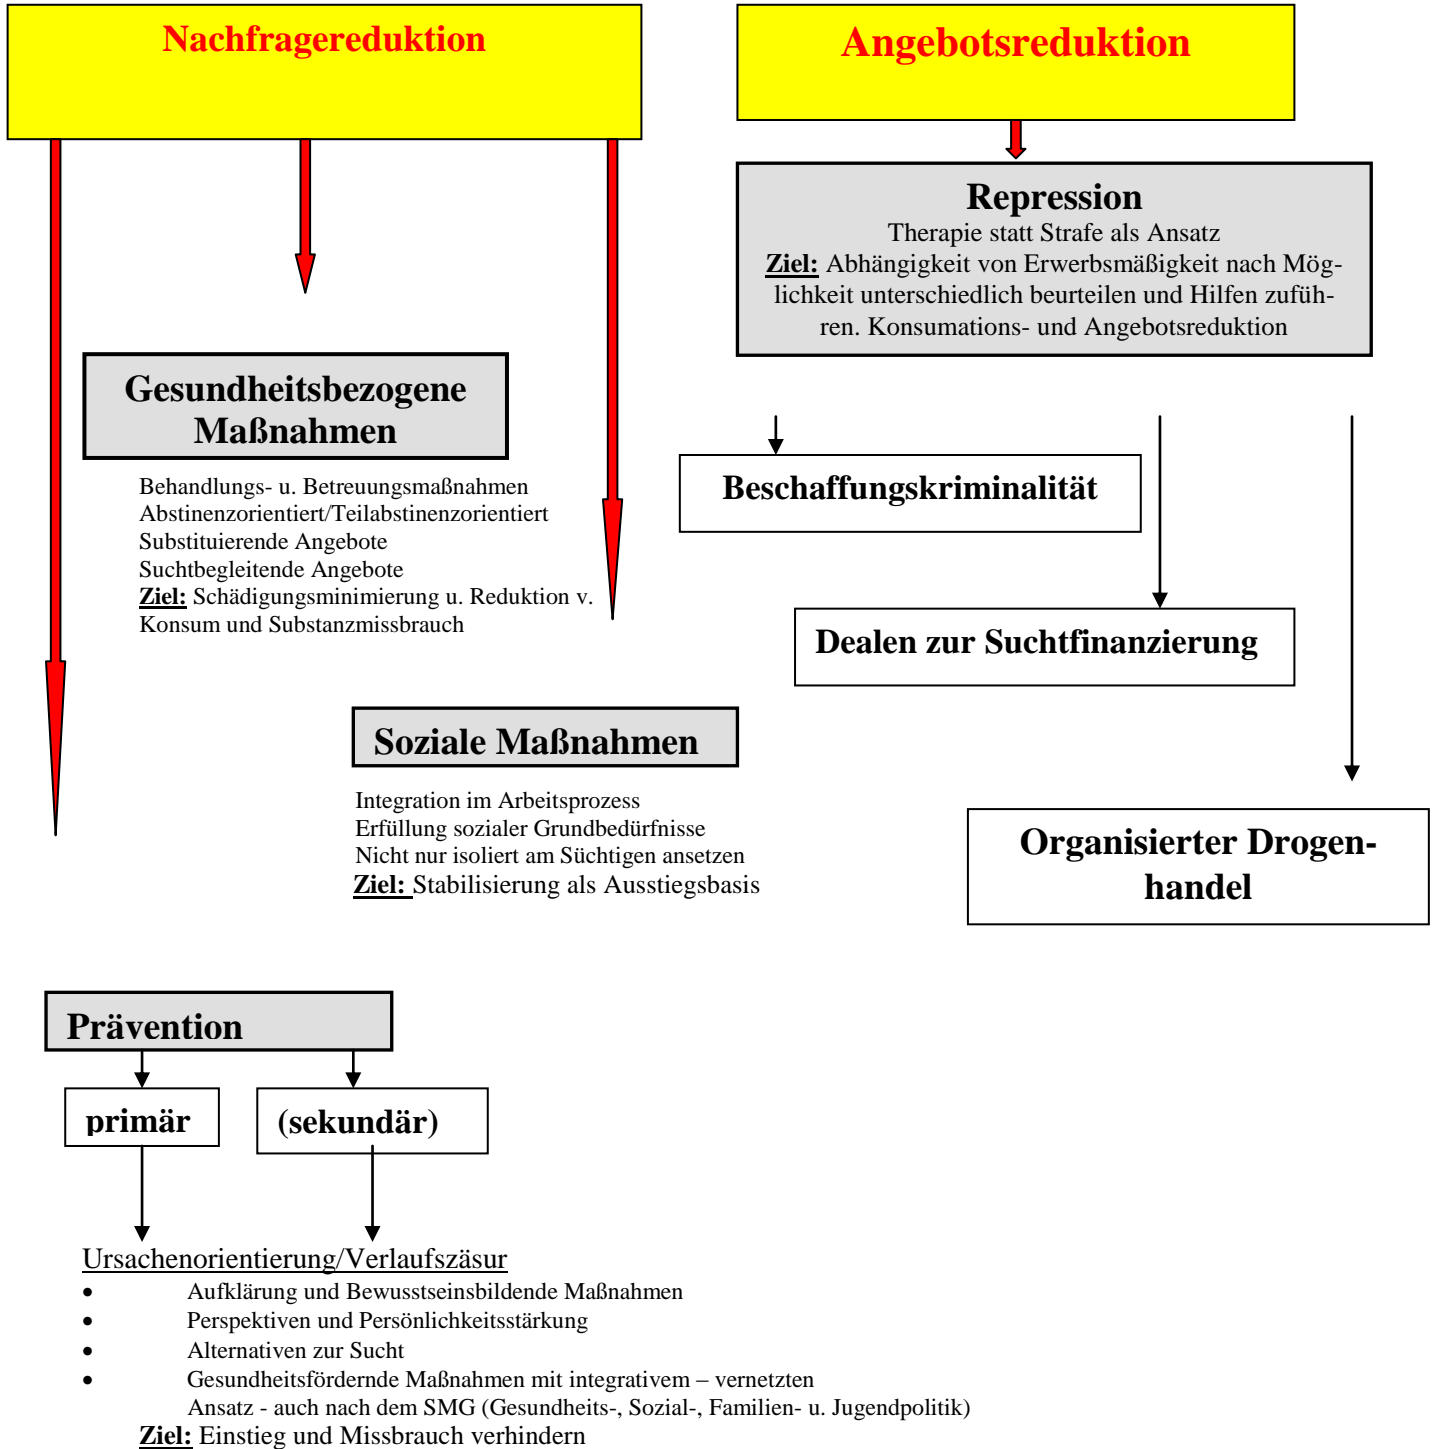 Nachfragereduktion
Angebotsreduktion
Repression
Therapie statt Strafe als Ansatz
Ziel: Abhängigkeit von Erwerbsmäßigkeit nach Mög-
lichkeit unterschiedlich beurteilen und Hilfen zufüh-
ren. Konsumations- und Angebotsreduktion
Gesundheitsbezogene
Maßnahmen
Behandlungs- u. Betreuungsmaßnahmen
Abstinenzorientiert/Teilabstinenzorientiert
Substituierende Angebote
Suchtbegleitende Angebote
Ziel: Schädigungsminimierung u. Reduktion v.
Konsum und Substanzmissbrauch
Beschaffungskriminalität
Dealen zur Suchtfinanzierung
Soziale Maßnahmen
Integration im Arbeitsprozess
Erfüllung sozialer Grundbedürfnisse
Nicht nur isoliert am Süchtigen ansetzen
Ziel: Stabilisierung als Ausstiegsbasis
Organisierter Drogen-
handel
Prävention
primär
(sekundär)
Ursachenorientierung/Verlaufszäsur
• Aufklärung und Bewusstseinsbildende Maßnahmen
• Perspektiven und Persönlichkeitsstärkung
• Alternativen zur Sucht
• Gesundheitsfördernde Maßnahmen mit integrativem – vernetzten
Ansatz - auch nach dem SMG (Gesundheits-, Sozial-, Familien- u. Jugendpolitik)
Ziel: Einstieg und Missbrauch verhindern